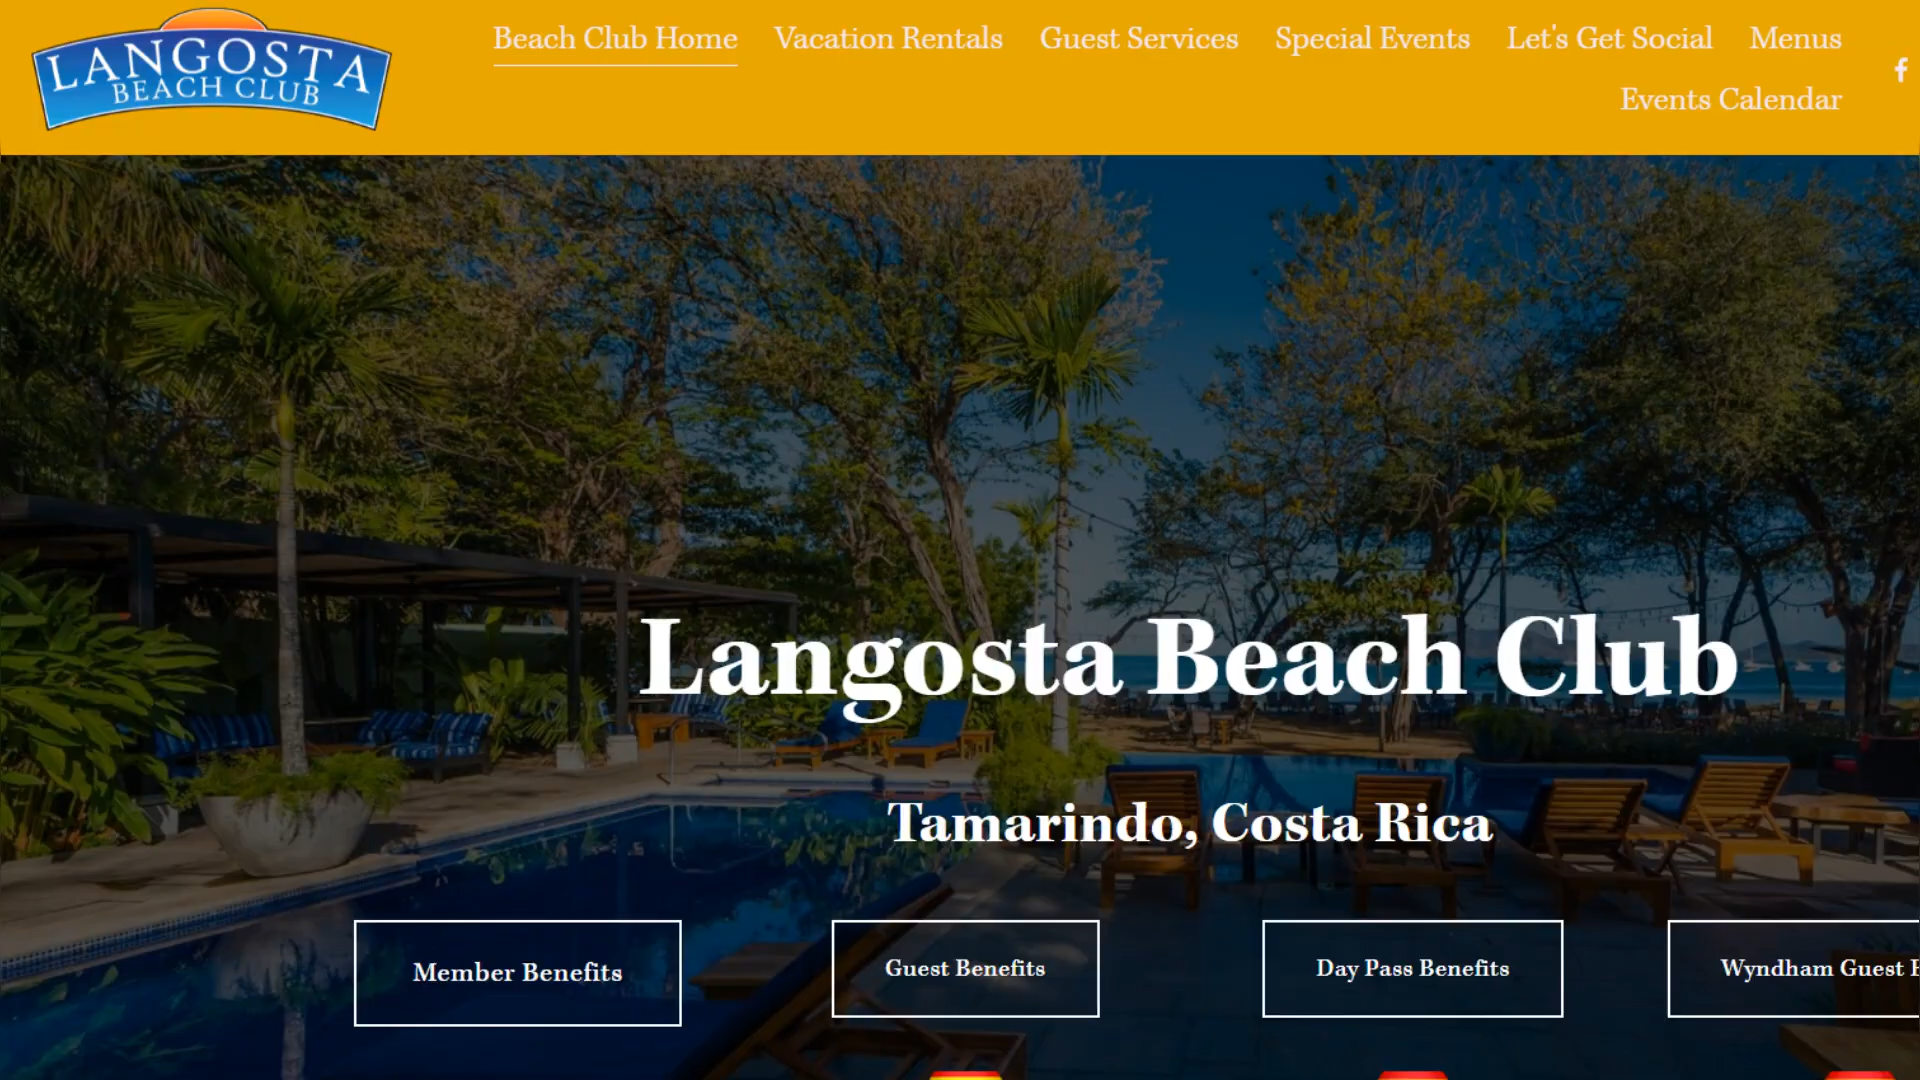 LANGOSTA
BEACH CLUB
Beach Club Home Vacation Rentals Guest Services Special Events Let's Get Social Menus
Events Calendar
Langosta Beach Club
Tamarindo, Costa Rica
Member Benefits Guest Benefits Day Pass Benefits Wyndham Guest